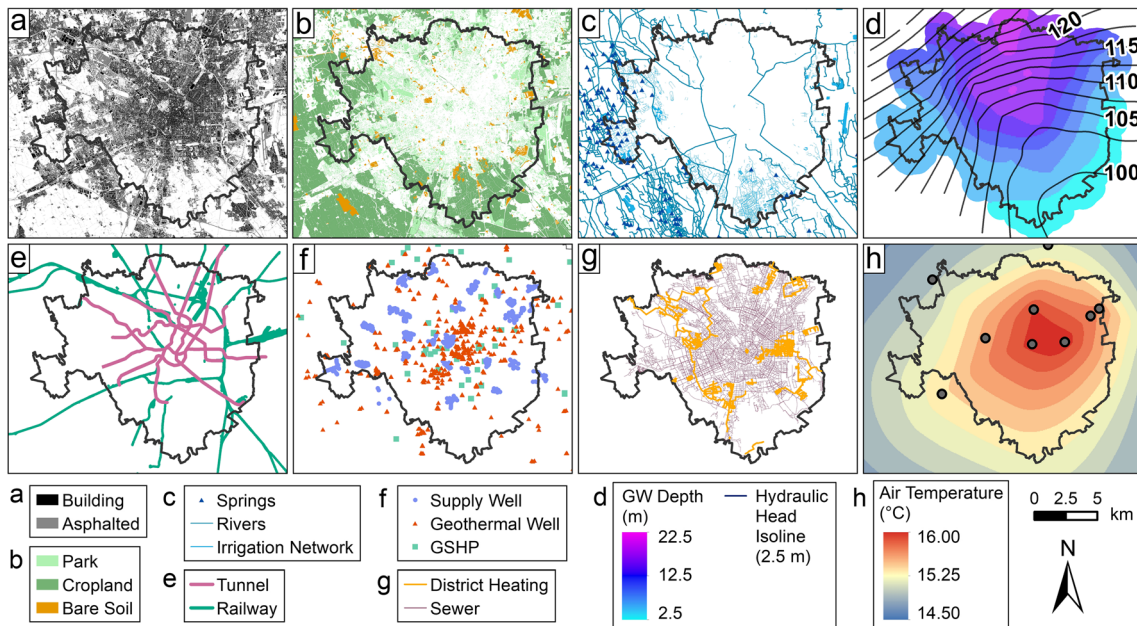 a
b
c
d
120
115
110
105
100
e
f
g
h
a
Building
Asphalted
b
Park
Cropland
Bare Soil
c
Springs
Rivers
Irrigation Network
e
Tunnel
Railway
f
Supply Well
Geothermal Well
GSHP
g
District Heating
Sewer
d
GW Depth
(m)
22.5
12.5
2.5
Hydraulic
Head
Isoline
(2.5 m)
h
Air Temperature
(°C)
16.00
15.25
14.50
0 2.5 5
km
N